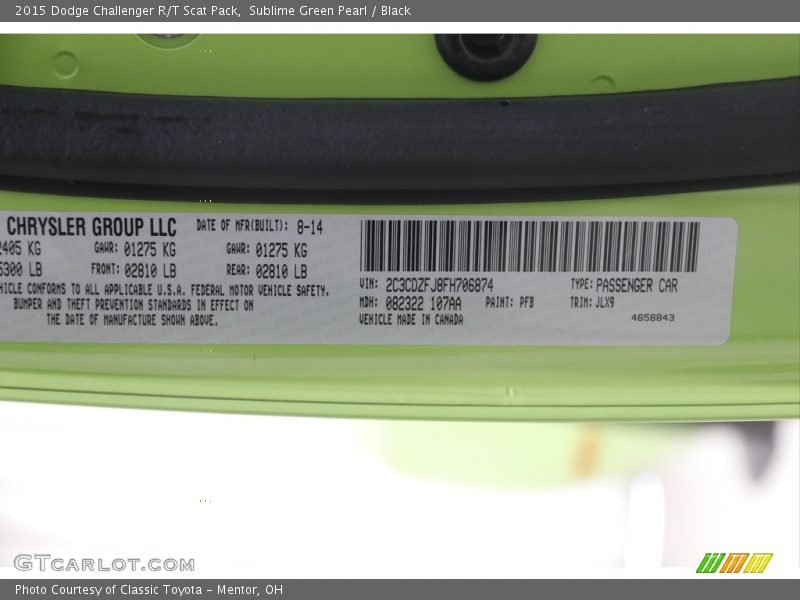 2015 Dodge Challenger R/T Scat Pack,  Sublime Green Pearl / Black
CHRYSLER GROUP LLC DATE OF MFR(BUILT): 8-14
2405 KG GAWR: 01275 KG GAWR: 01275 KG
5300 LB FRONT: 02810 LB REAR: 02810 LB
CONFORMS TO ALL APPLICABLE U.S.A. FEDERAL MOTOR VEHICLE SAFETY,
BUMPER AND THEFT PREVENTION STANDARDS IN EFFECT ON
THE DATE OF MANUFACTURE SHOWN ABOVE.
VIN: 2C3CDZFJ8FH706874 TYPE: PASSENGER CAR
MDH: 082322 107AA PAINT: PFB TRIM: JLX9
VEHICLE MADE IN CANADA 4658843
GTCARLOT.COM
Photo Courtesy of Classic Toyota - Mentor, OH